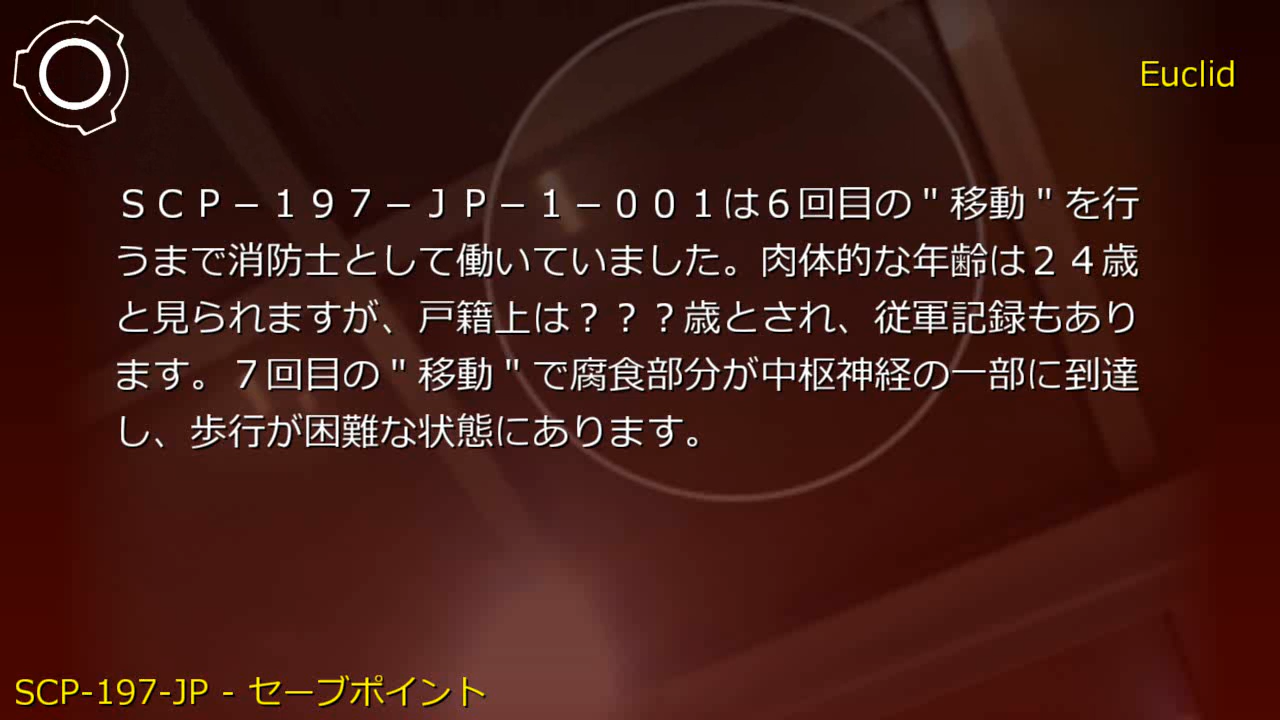 Euclid
ＳＣＰ－１９７－ＪＰ－１－００１は６回目の＂移動＂を行
うまで消防士として働いていました。肉体的な年齢は２４歳
と見られますが、戸籍上は？？？歳とされ、従軍記録もあり
ます。７回目の＂移動＂で腐食部分が中枢神経の一部に到達
し、歩行が困難な状態にあります。
SCP-197-JP - セーブポイント